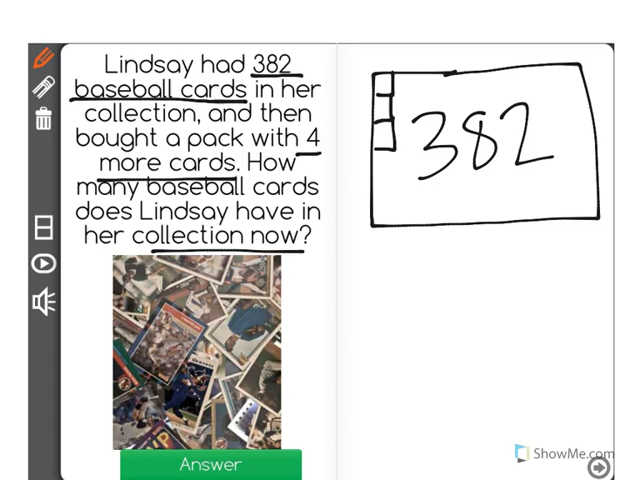 Lindsay had 382
baseball cards in her
collection, and then
bought a pack with 4
more cards. How
many baseball cards
does Lindsay have in
her collection now?
382
Answer
ShowMe.com